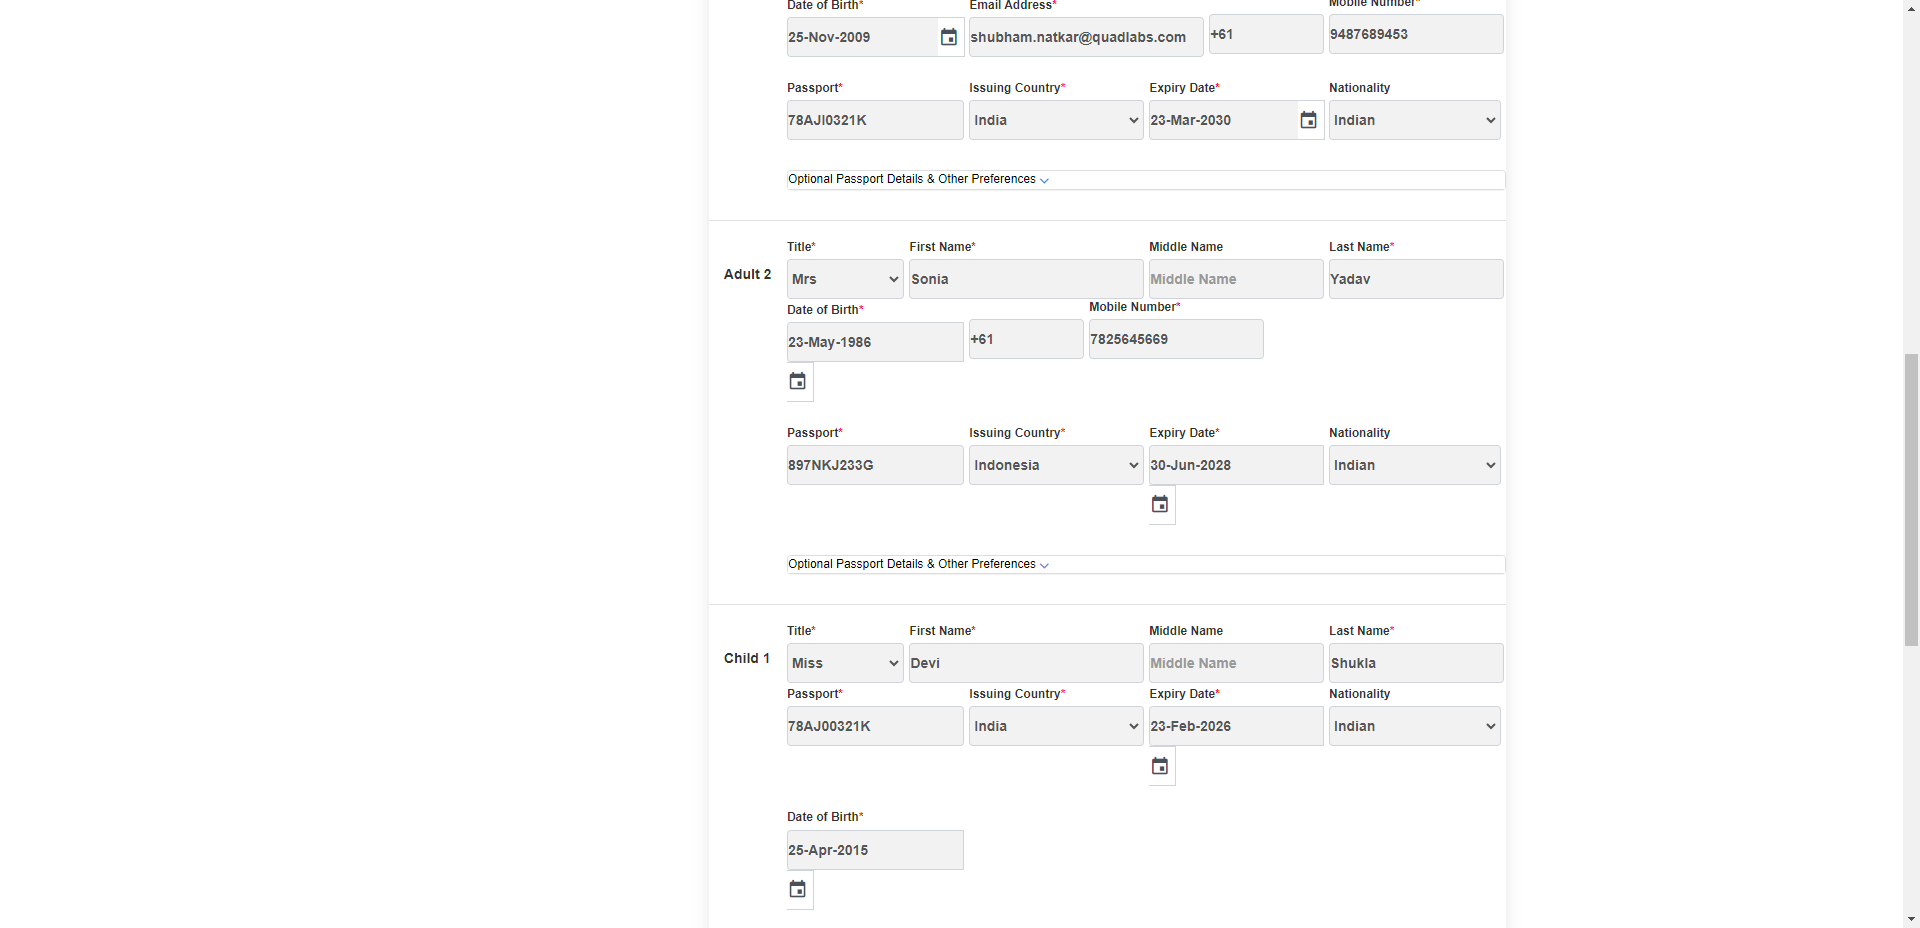 Date of Birth* Email Address* Mobile Number*
25-Nov-2009 shubham.natkar@quadlabs.com +61 9487689453
Passport* Issuing Country* Expiry Date* Nationality
78AJI0321K India 23-Mar-2030 Indian
Optional Passport Details & Other Preferences
Title* First Name* Middle Name Last Name*
Adult 2 Mrs Sonia Middle Name Yadav
Date of Birth* Mobile Number*
23-May-1986 +61 7825645669
Passport* Issuing Country* Expiry Date* Nationality
897NKJ233G Indonesia 30-Jun-2028 Indian
Optional Passport Details & Other Preferences
Title* First Name* Middle Name Last Name*
Child 1 Miss Devi Middle Name Shukla
Passport* Issuing Country* Expiry Date* Nationality
78AJ00321K India 23-Feb-2026 Indian
Date of Birth*
25-Apr-2015